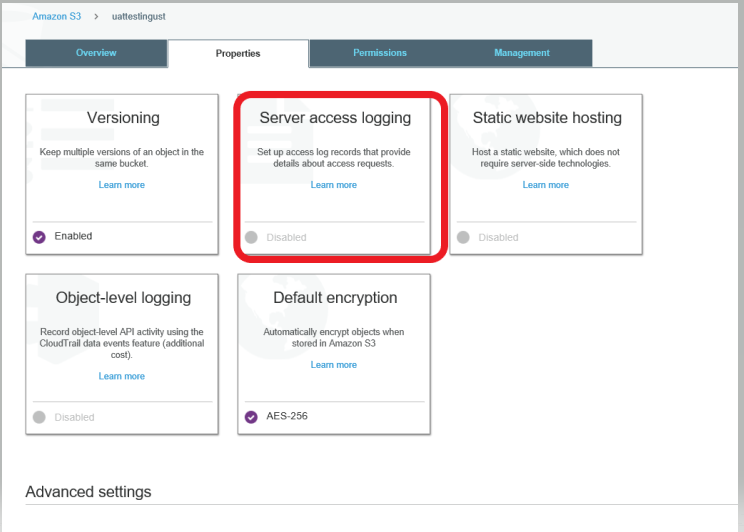 Amazon S3 > uattestingust
Overview
Properties
Permissions
Management
Versioning
Keep multiple versions of an object in the
same bucket.
Learn more
Enabled
Server access logging
Set up access log records that provide
details about access requests.
Learn more
Disabled
Static website hosting
Host a static website, which does not
require server-side technologies.
Learn more
Disabled
Object-level logging
Record object-level API activity using the
CloudTrail data events feature (additional
cost).
Learn more
Disabled
Default encryption
Automatically encrypt objects when
stored in Amazon S3
Learn more
AES-256
Advanced settings